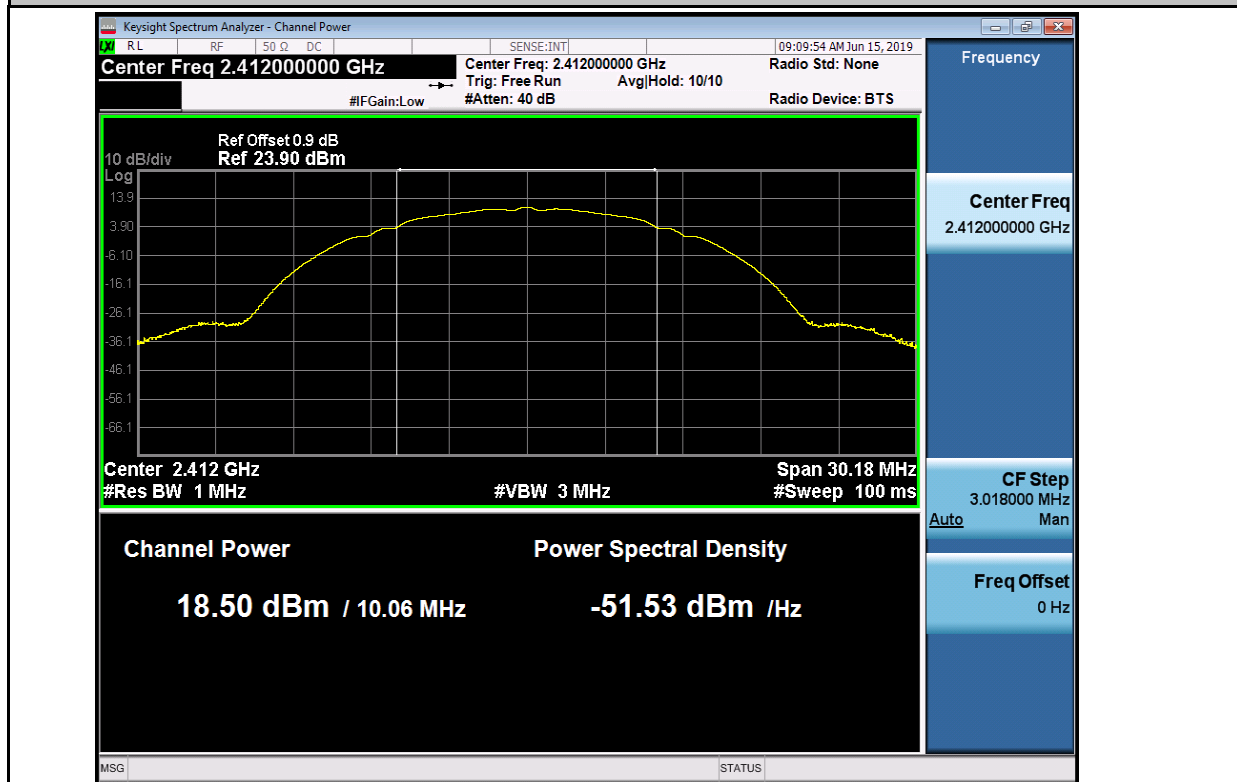 Keysight Spectrum Analyzer - Channel Power
LXI RL RF 50 Ω DC SENSE:INT 09:09:54 AM Jun 15, 2019
Center Freq 2.412000000 GHz
Center Freq: 2.412000000 GHz Radio Std: None
Trig: Free Run Avg|Hold: 10/10
#IFGain:Low #Atten: 40 dB Radio Device: BTS
Ref Offset 0.9 dB
10 dB/div Ref 23.90 dBm
Log
13.9
3.90
-6.10
-16.1
-26.1
-36.1
-46.1
-56.1
-66.1
Center 2.412 GHz Span 30.18 MHz
#Res BW 1 MHz #VBW 3 MHz #Sweep 100 ms
Channel Power Power Spectral Density
18.50 dBm / 10.06 MHz -51.53 dBm /Hz
MSG STATUS
Frequency
Center Freq
2.412000000 GHz
CF Step
3.018000 MHz
Auto Man
Freq Offset
0 Hz